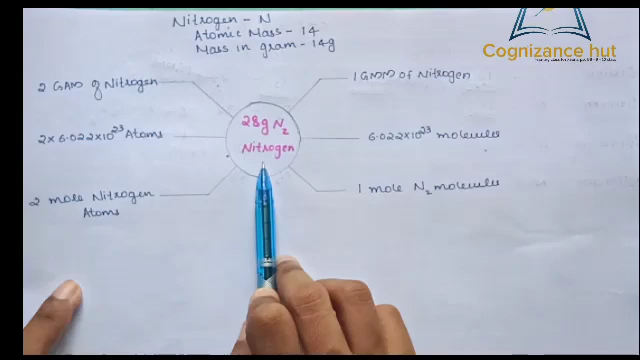 Nitrogen - N
Atomic Mass - 14
Mass in gram - 14g
Cognizance hut
2 GAM of Nitrogen
1 GMM of Nitrogen
28g N2
Nitrogen
2 x 6.022 x 10^23 Atoms
6.022 x 10^23 molecules
2 mole Nitrogen
Atoms
1 mole N2 molecules